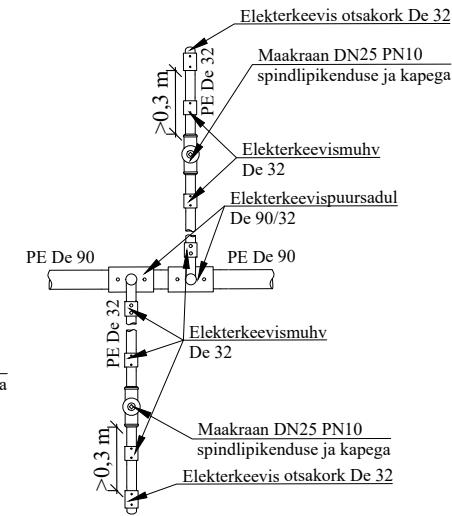 Elekterkeevis otsakork De 32
Maakraan DN25 PN10
spindlipikenduse ja kapega
PE De 32
>0,3 m
Elekterkeevismuhv
De 32
Elekterkeevispuursadul
De 90/32
PE De 90
PE De 90
PE De 32
Elekterkeevismuhv
De 32
a
Maakraan DN25 PN10
spindlipikenduse ja kapega
>0,3 m
Elekterkeevis otsakork De 32